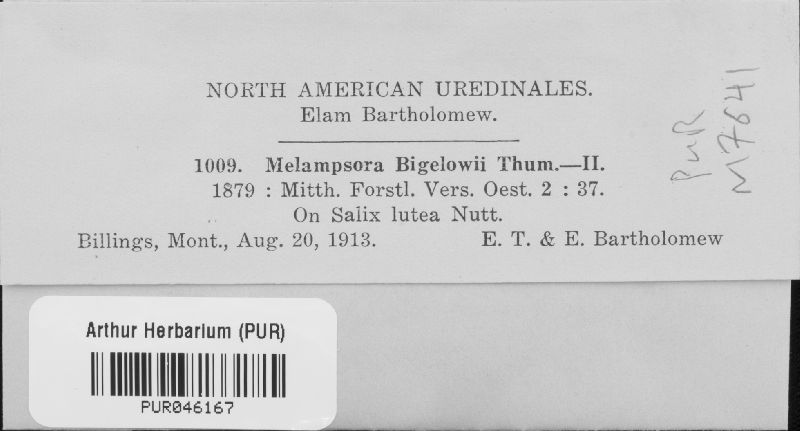 NORTH AMERICAN UREDINALES.
Elam Bartholomew.
1009. Melampsora Bigelowii Thum.—II.
1879 : Mitth. Forstl. Vers. Oest. 2 : 37.
On Salix lutea Nutt.
Billings, Mont., Aug. 20, 1913. E. T. & E. Bartholomew
PUR
M7641
Arthur Herbarium (PUR)
PUR046167